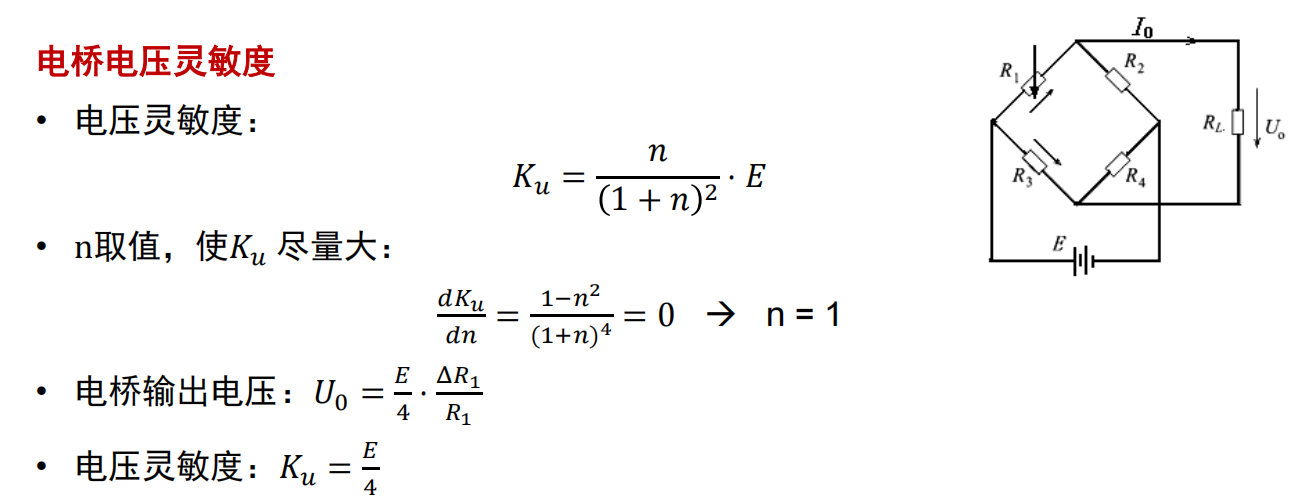 电桥电压灵敏度
• 电压灵敏度：
K_u = n/(1 + n)² · E
• n取值，使K_u 尽量大：
dK_u/dn = 1−n²/(1+n)⁴ = 0 → n = 1
• 电桥输出电压：U_0 = E/4 · ΔR_1/R_1
• 电压灵敏度：K_u = E/4
I_0
R_1
R_2
R_L.
U_o
R_3
R_4
E